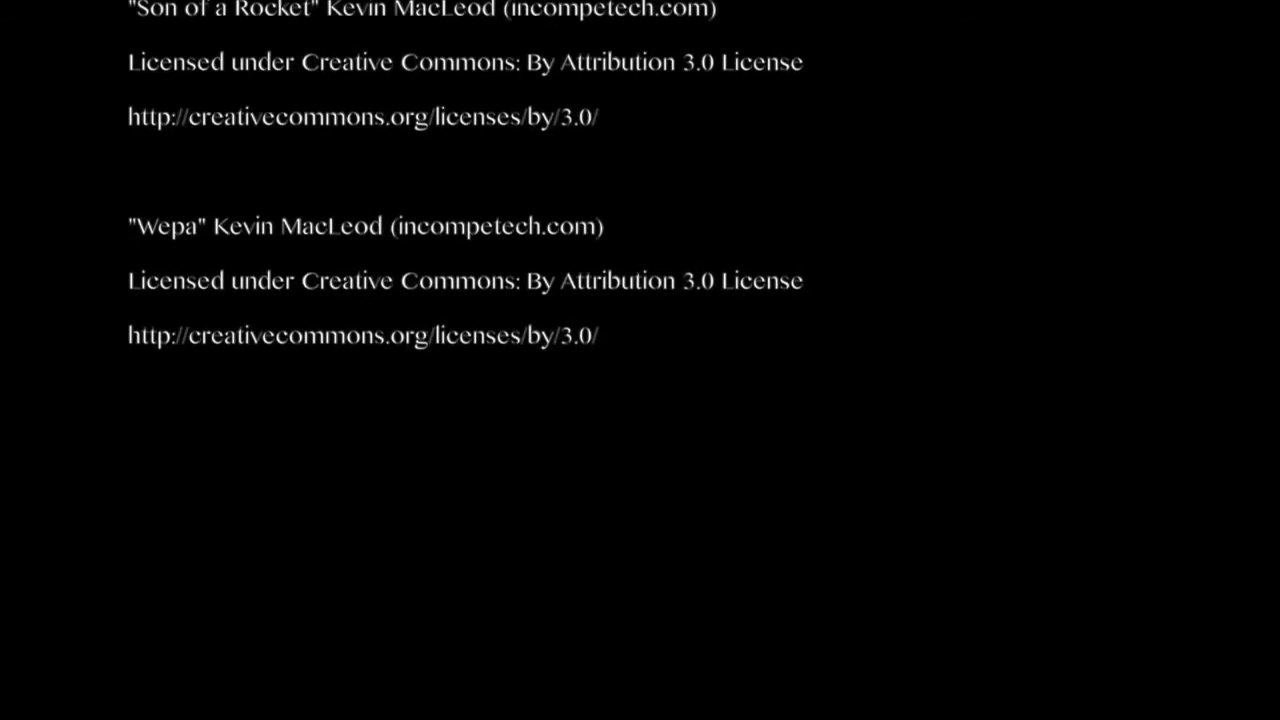 "Son of a Rocket" Kevin MacLeod (incompetech.com)
Licensed under Creative Commons: By Attribution 3.0 License
http://creativecommons.org/licenses/by/3.0/
"Wepa" Kevin MacLeod (incompetech.com)
Licensed under Creative Commons: By Attribution 3.0 License
http://creativecommons.org/licenses/by/3.0/